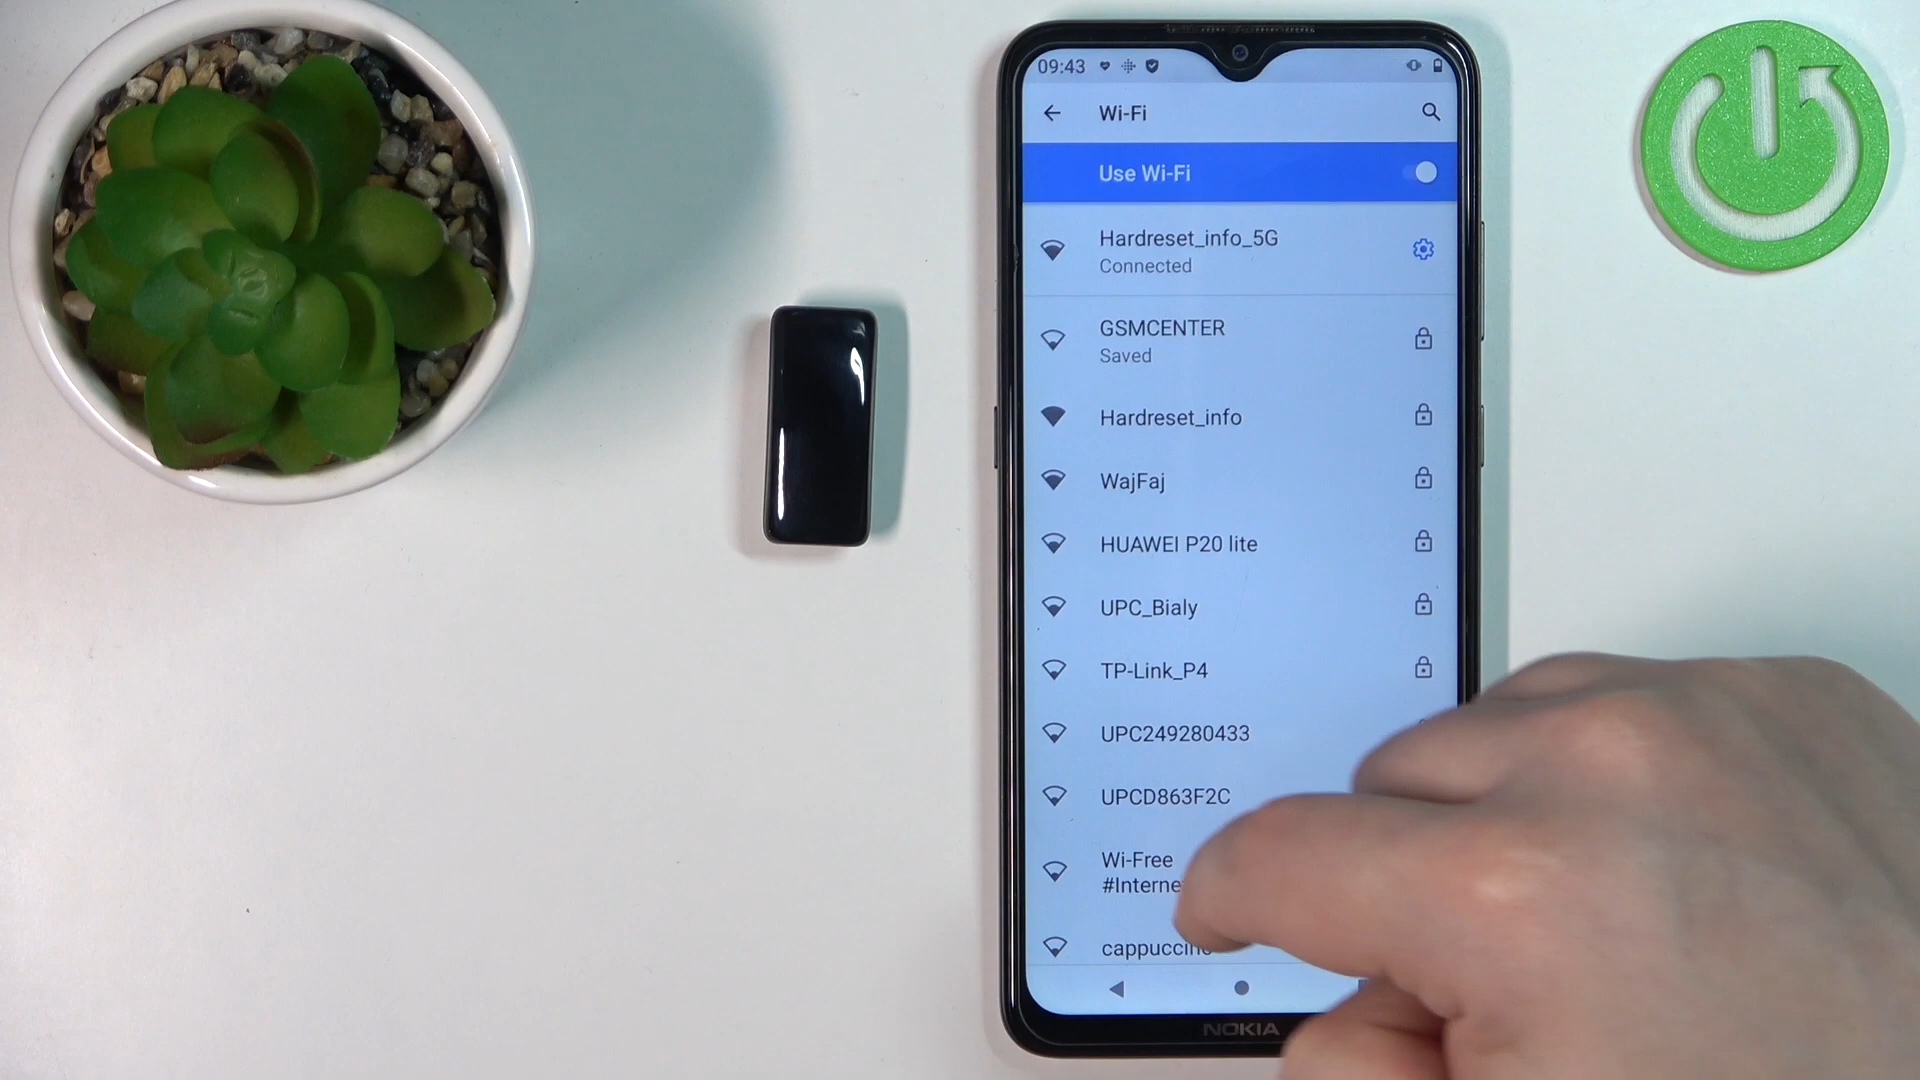 09:43
Wi-Fi
Use Wi-Fi
Hardreset_info_5G
Connected
GSMCENTER
Saved
Hardreset_info
WajFaj
HUAWEI P20 lite
UPC_Bialy
TP-Link_P4
UPC249280433
UPCD863F2C
Wi-Free
NOKIA